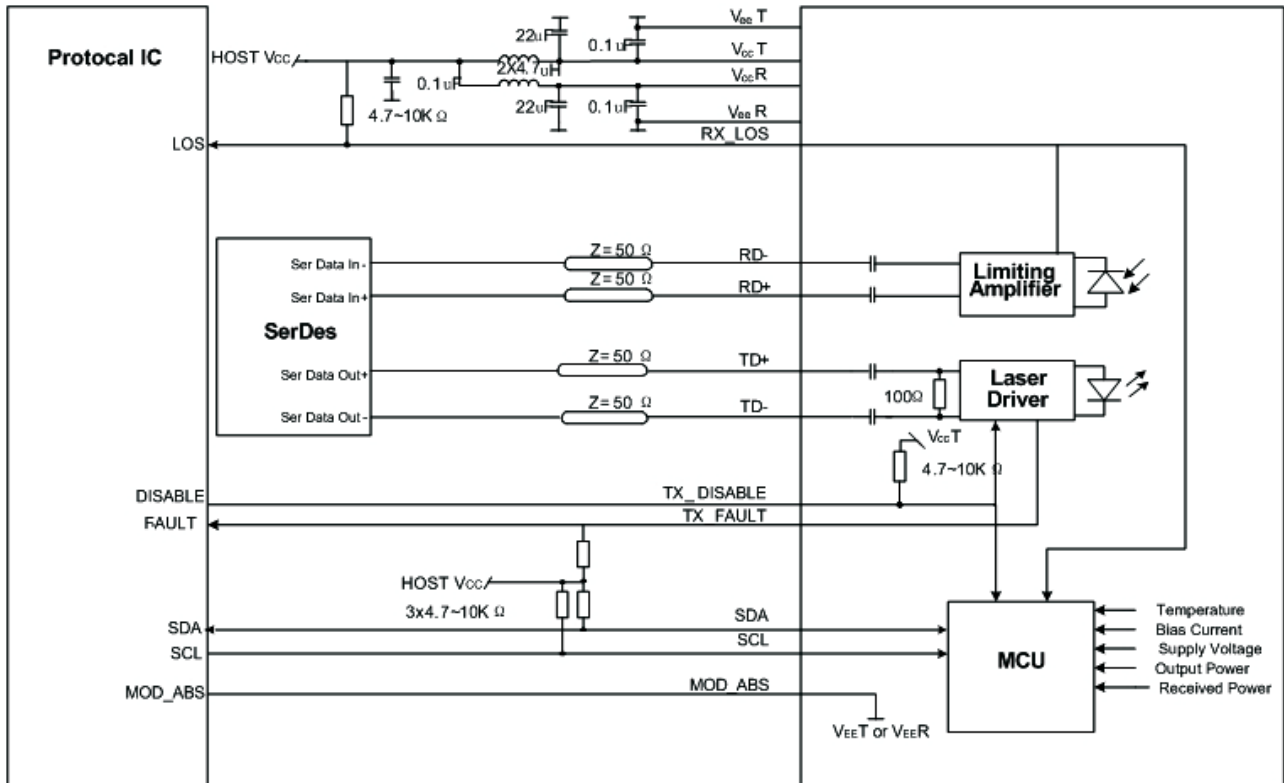 Protocal IC
HOST VCC
22uF
0.1uF
2X4.7uH
0.1uF
22uF
0.1uF
4.7~10K Ω
VeeT
VccT
VccR
VeeR
LOS
RX_LOS
SerDes
Ser Data In-
Ser Data In+
Ser Data Out+
Ser Data Out-
Z=50 Ω
Z=50 Ω
Z=50 Ω
Z=50 Ω
RD-
RD+
TD+
TD-
Limiting
Amplifier
Laser
Driver
100Ω
VccT
4.7~10K Ω
DISABLE
TX_DISABLE
FAULT
TX_FAULT
HOST VCC
3x4.7~10K Ω
SDA
SDA
SCL
SCL
MOD_ABS
MOD_ABS
VEET or VEER
MCU
Temperature
Bias Current
Supply Voltage
Output Power
Received Power